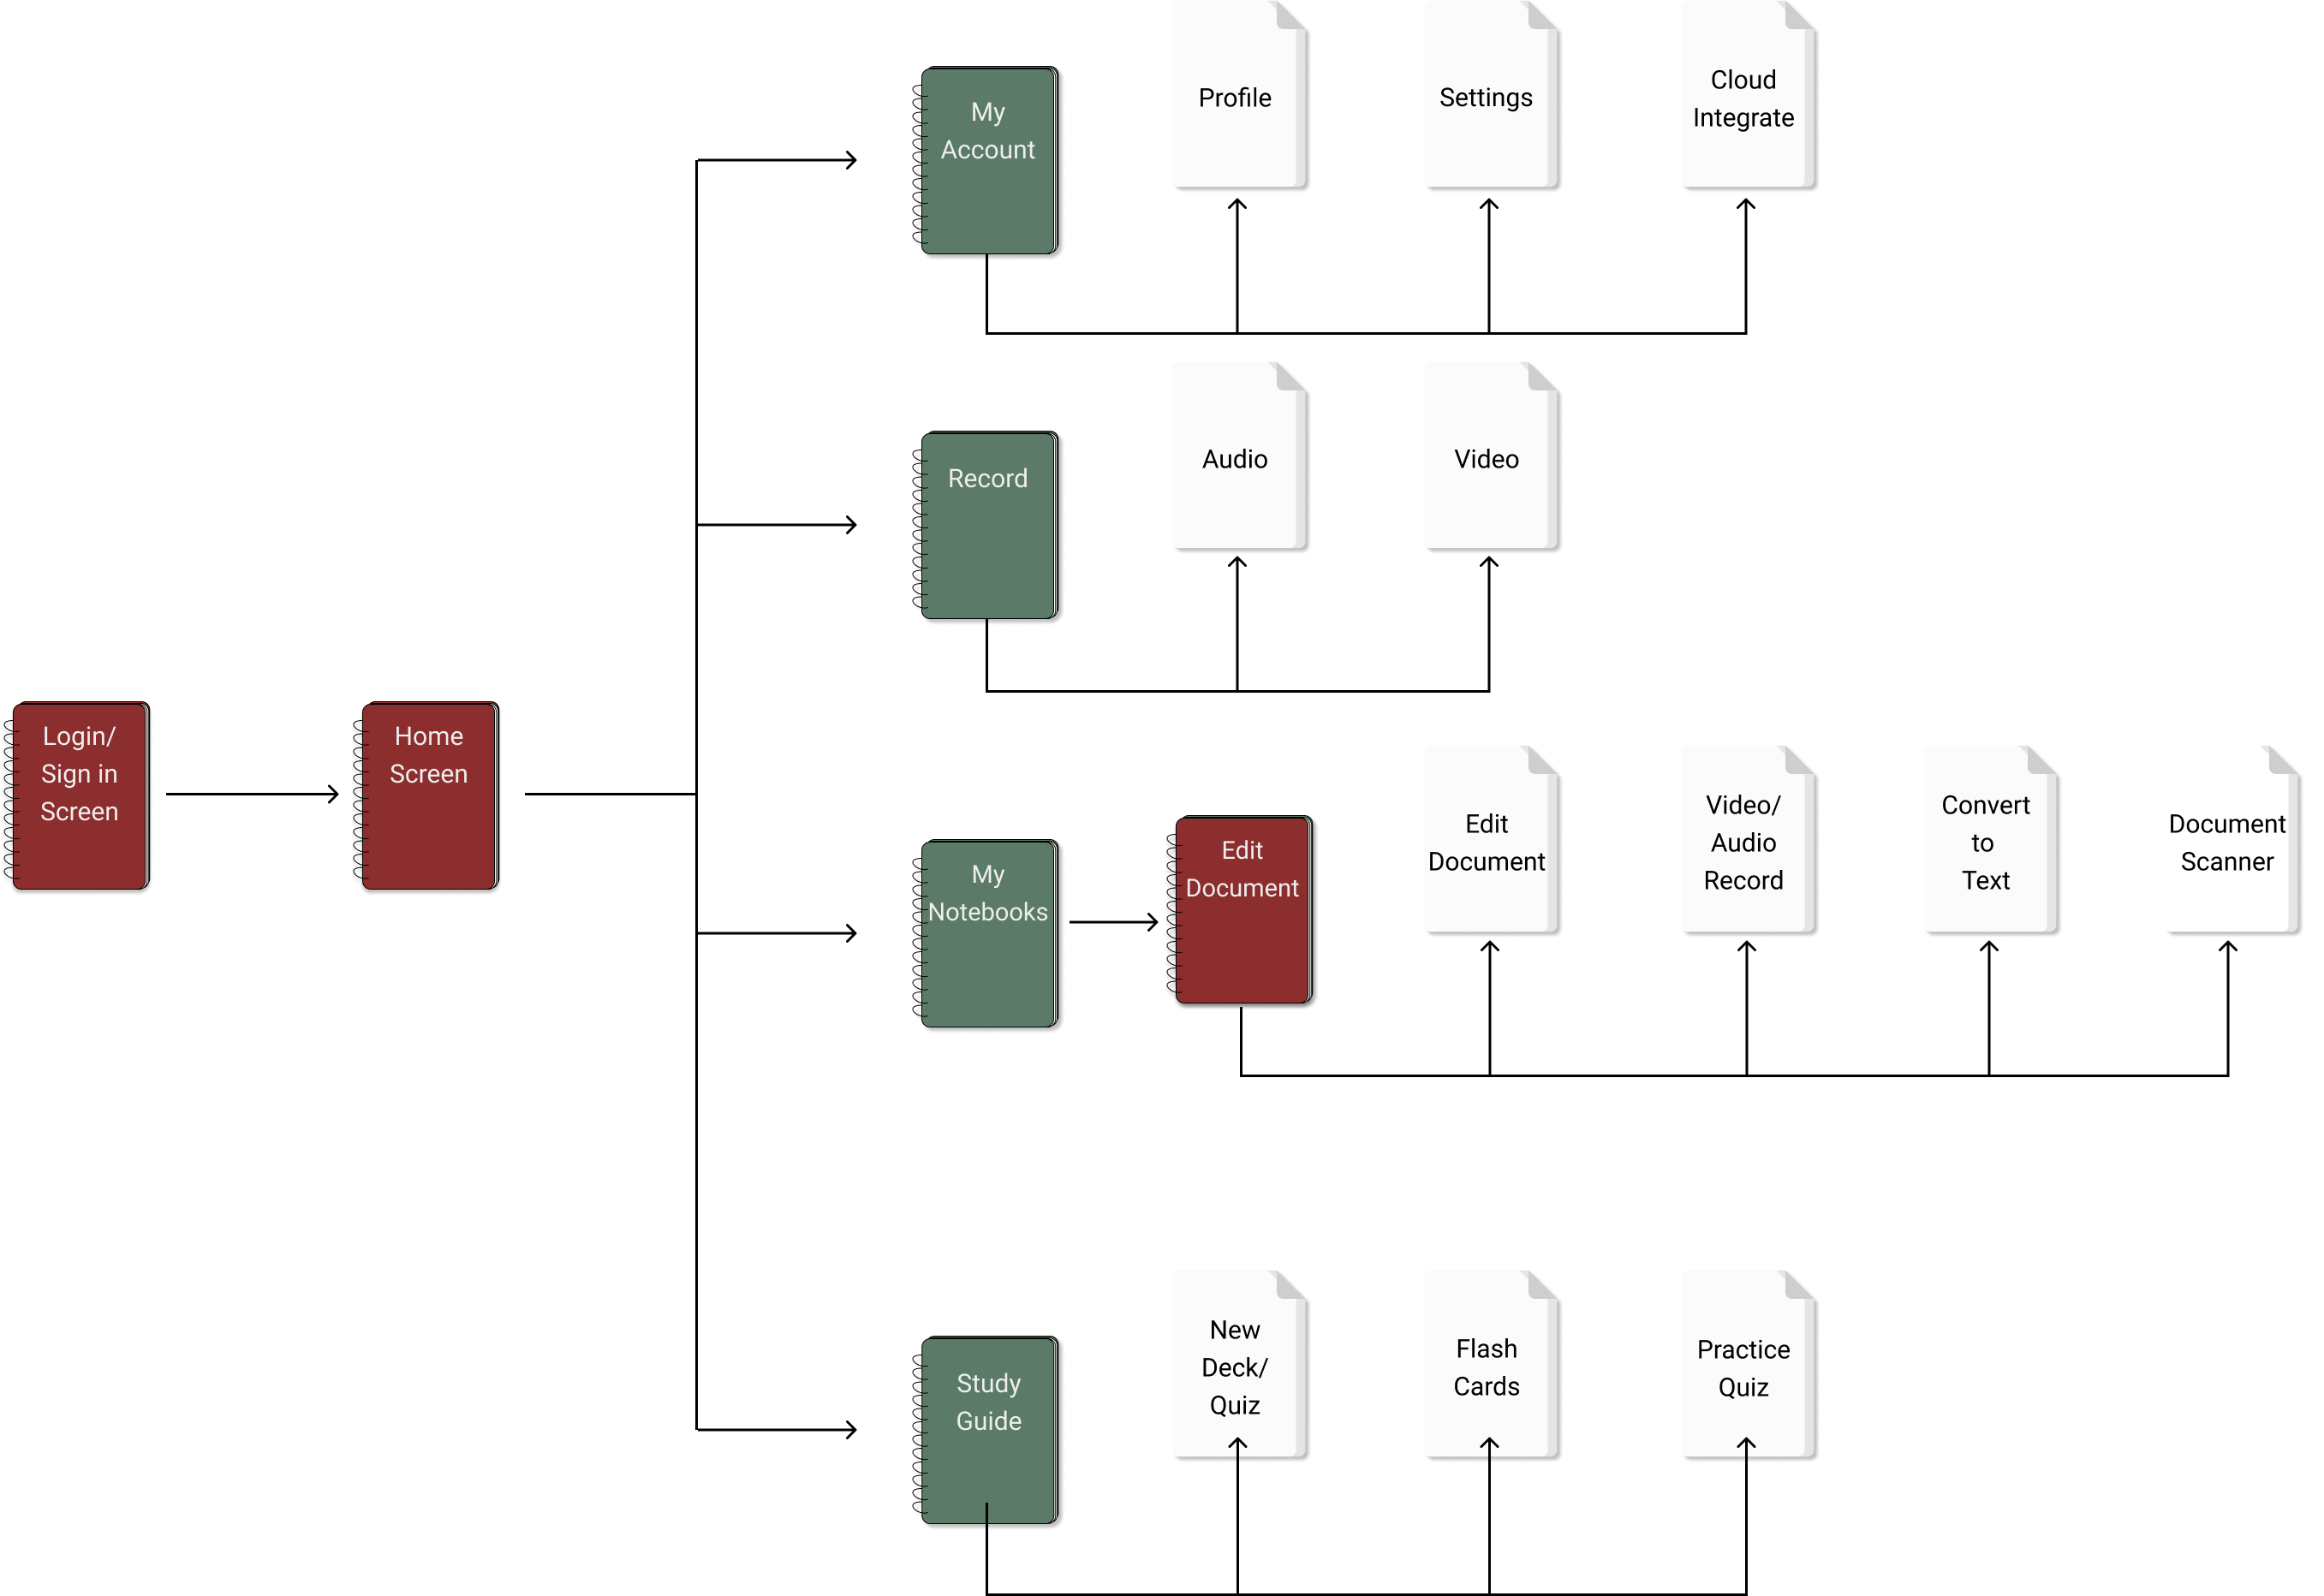 My
Account
Profile
Settings
Cloud
Integrate
Record
Audio
Video
Login/
Sign in
Screen
Home
Screen
My
Notebooks
Edit
Document
Edit
Document
Video/
Audio
Record
Convert
to
Text
Document
Scanner
Study
Guide
New
Deck/
Quiz
Flash
Cards
Practice
Quiz